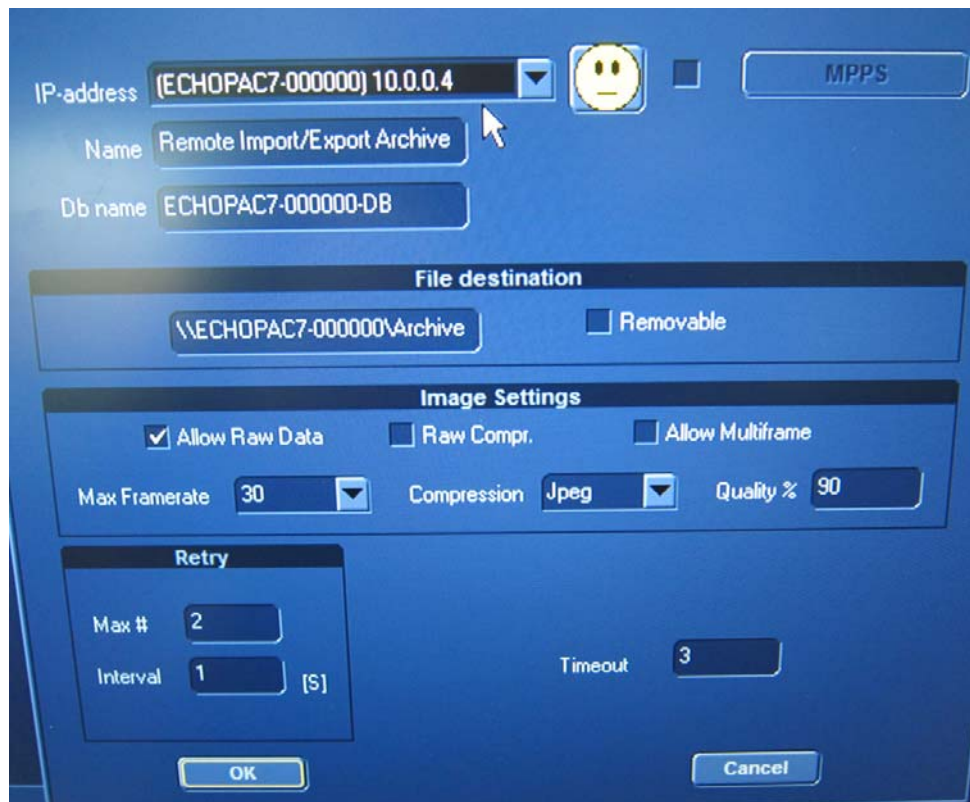 IP-address (ECHOPAC7-000000) 10.0.0.4 MPPS
Name Remote Import/Export Archive
Db name ECHOPAC7-000000-DB
File destination
\\ECHOPAC7-000000\Archive Removable
Image Settings
Allow Raw Data Raw Compr. Allow Multiframe
Max Framerate 30 Compression Jpeg Quality % 90
Retry
Max # 2
Interval 1 [S]
Timeout 3
OK Cancel